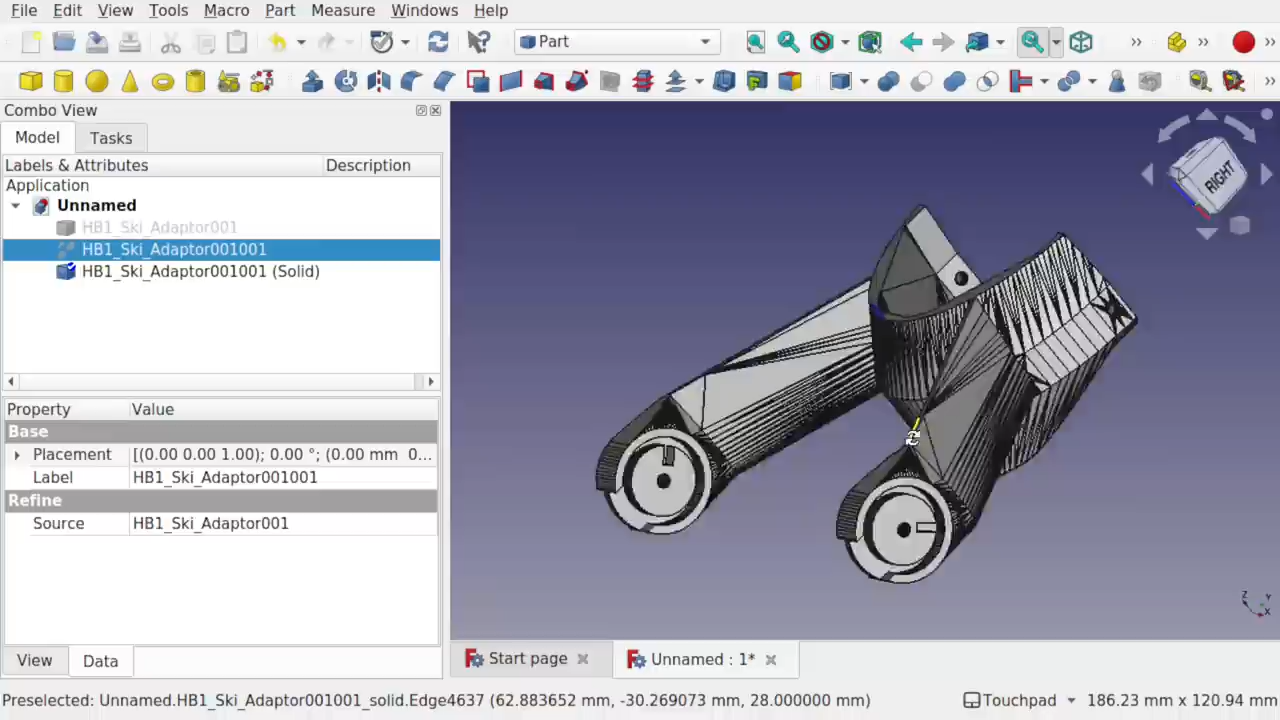 File Edit View Tools Macro Part Measure Windows Help
Part
Combo View
Model Tasks
Labels & Attributes Description
Application
Unnamed
HB1_Ski_Adaptor001
HB1_Ski_Adaptor001001
HB1_Ski_Adaptor001001 (Solid)
Property Value
Base
Placement [(0.00 0.00 1.00); 0.00 °; (0.00 mm 0...
Label HB1_Ski_Adaptor001001
Refine
Source HB1_Ski_Adaptor001
View Data
RIGHT
Z Y
X
Start page Unnamed : 1*
Preselected: Unnamed.HB1_Ski_Adaptor001001_solid.Edge4637 (62.883652 mm, -30.269073 mm, 28.000000 mm) Touchpad 186.23 mm x 120.94 mm